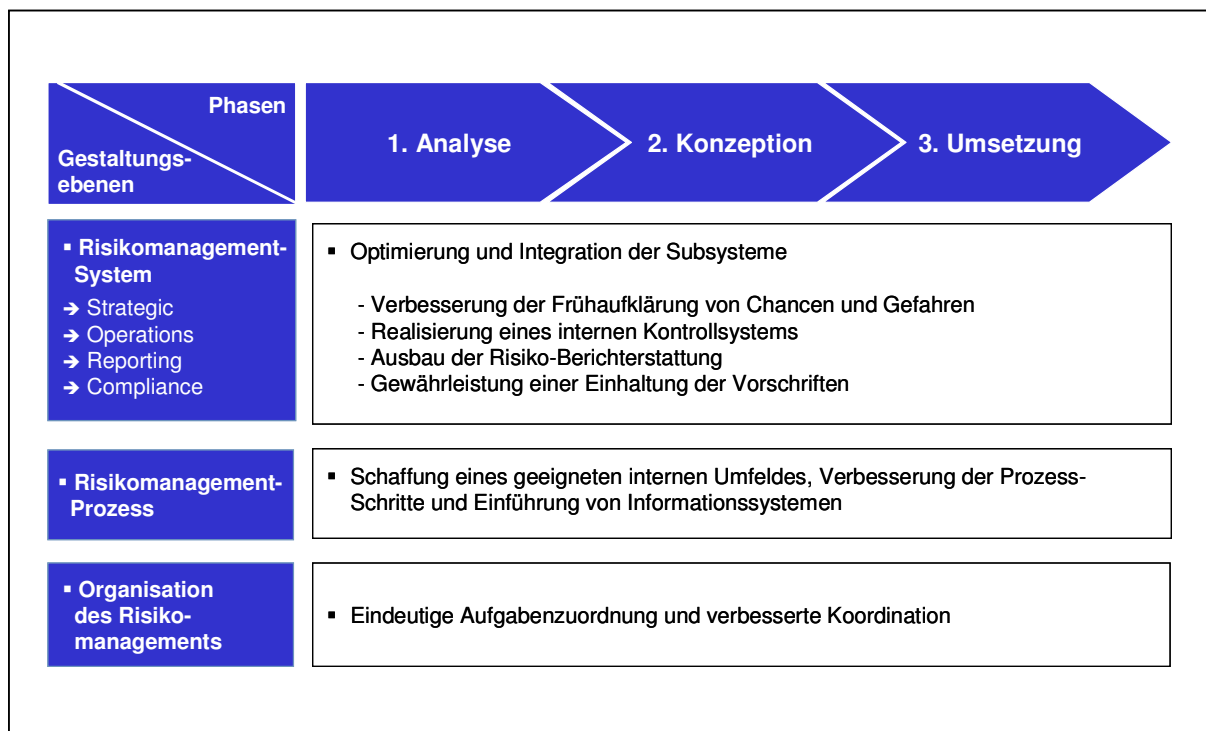 Phasen
Gestaltungs-
ebenen
1. Analyse
2. Konzeption
3. Umsetzung
▪ Risikomanagement-
System
➔ Strategic
➔ Operations
➔ Reporting
➔ Compliance
▪ Optimierung und Integration der Subsysteme
- Verbesserung der Frühaufklärung von Chancen und Gefahren
- Realisierung eines internen Kontrollsystems
- Ausbau der Risiko-Berichterstattung
- Gewährleistung einer Einhaltung der Vorschriften
▪ Risikomanagement-
Prozess
▪ Schaffung eines geeigneten internen Umfeldes, Verbesserung der Prozess-
Schritte und Einführung von Informationssystemen
▪ Organisation
des Risiko-
managements
▪ Eindeutige Aufgabenzuordnung und verbesserte Koordination